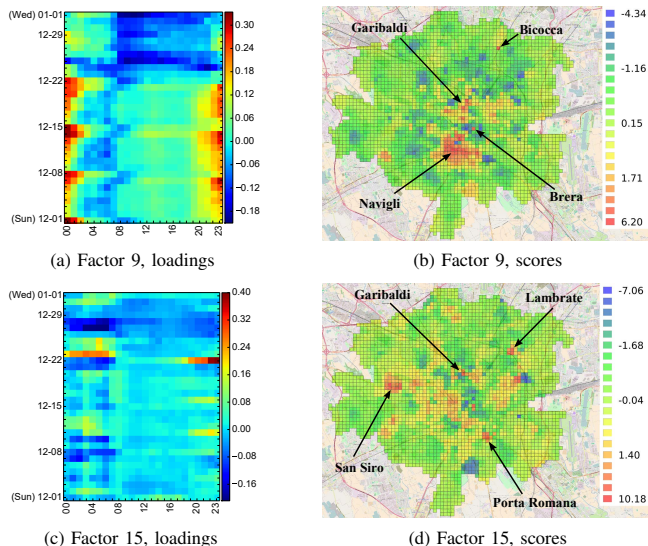 (Wed) 01-01
12-29
12-22
12-15
12-08
(Sun) 12-01
00 04 08 12 16 20 23
0.30
0.24
0.18
0.12
0.06
0.00
−0.06
−0.12
−0.18
(a) Factor 9, loadings
Garibaldi
Bicocca
Navigli
Brera
-4.34
-1.16
0.15
1.71
6.20
(b) Factor 9, scores
(Wed) 01-01
12-29
12-22
12-15
12-08
(Sun) 12-01
00 04 08 12 16 20 23
0.40
0.32
0.24
0.16
0.08
0.00
−0.08
−0.16
(c) Factor 15, loadings
Garibaldi
Lambrate
San Siro
Porta Romana
-7.06
-1.68
-0.04
1.40
10.18
(d) Factor 15, scores